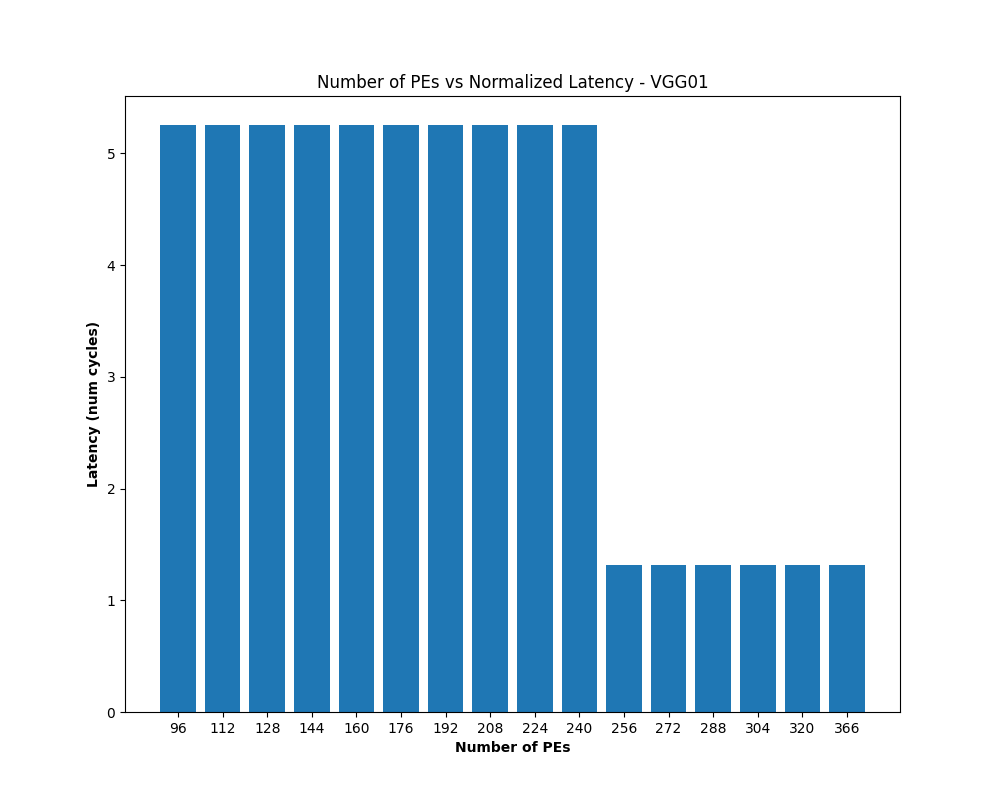 Number of PEs vs Normalized Latency - VGG01
Latency (num cycles)
5
4
3
2
1
0
96 112 128 144 160 176 192 208 224 240 256 272 288 304 320 366
Number of PEs